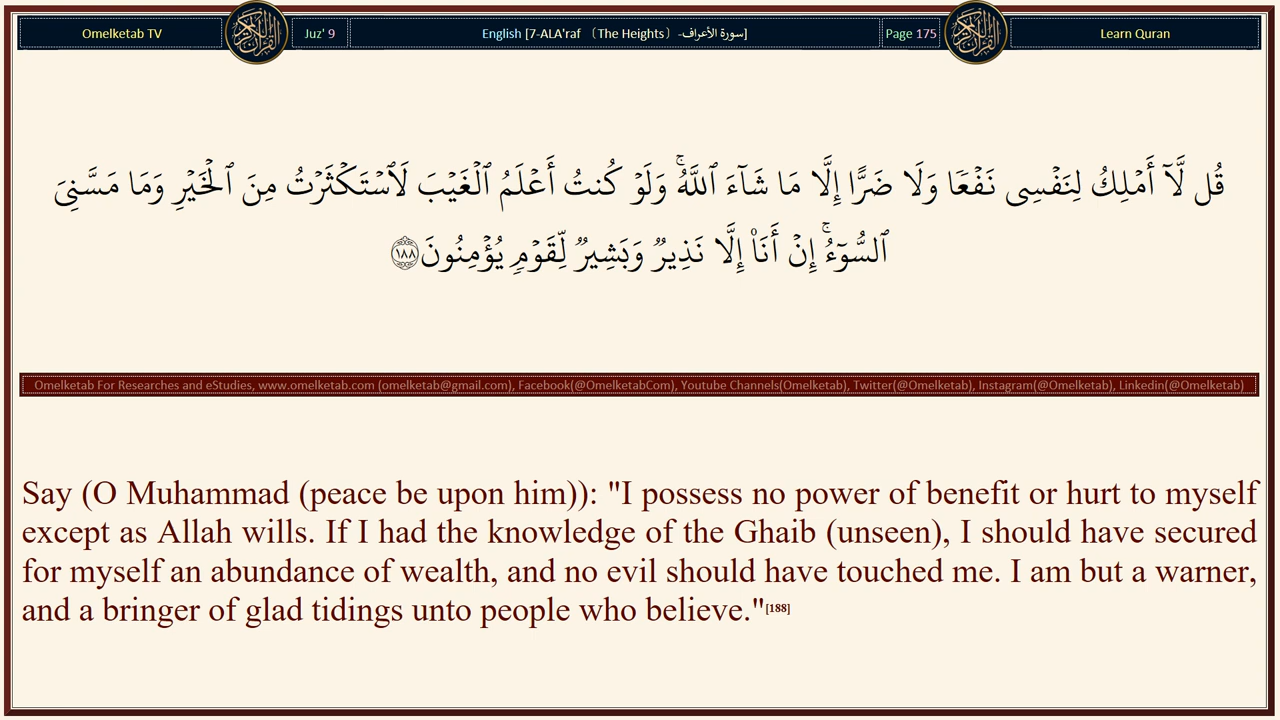 Omelketab TV
Juz' 9
English [7-ALA'raf （The Heights）-سورة الأعراف]
Page 175
Learn Quran
قُل لَّآ أَمۡلِكُ لِنَفۡسِى نَفۡعٗا وَلَا ضَرًّا إِلَّا مَا شَآءَ ٱللَّهُۚ وَلَوۡ كُنتُ أَعۡلَمُ ٱلۡغَيۡبَ لَٱسۡتَكۡثَرۡتُ مِنَ ٱلۡخَيۡرِ وَمَا مَسَّنِىَ
ٱلسُّوٓءُۚ إِنۡ أَنَا۠ إِلَّا نَذِيرٞ وَبَشِيرٞ لِّقَوۡمٖ يُؤۡمِنُونَ ١٨٨
Omelketab For Researches and eStudies, www.omelketab.com (omelketab@gmail.com), Facebook(@OmelketabCom), Youtube Channels(Omelketab), Twitter(@Omelketab), Instagram(@Omelketab), Linkedin(@Omelketab)
Say (O Muhammad (peace be upon him)): "I possess no power of benefit or hurt to myself
except as Allah wills. If I had the knowledge of the Ghaib (unseen), I should have secured
for myself an abundance of wealth, and no evil should have touched me. I am but a warner,
and a bringer of glad tidings unto people who believe."[188]